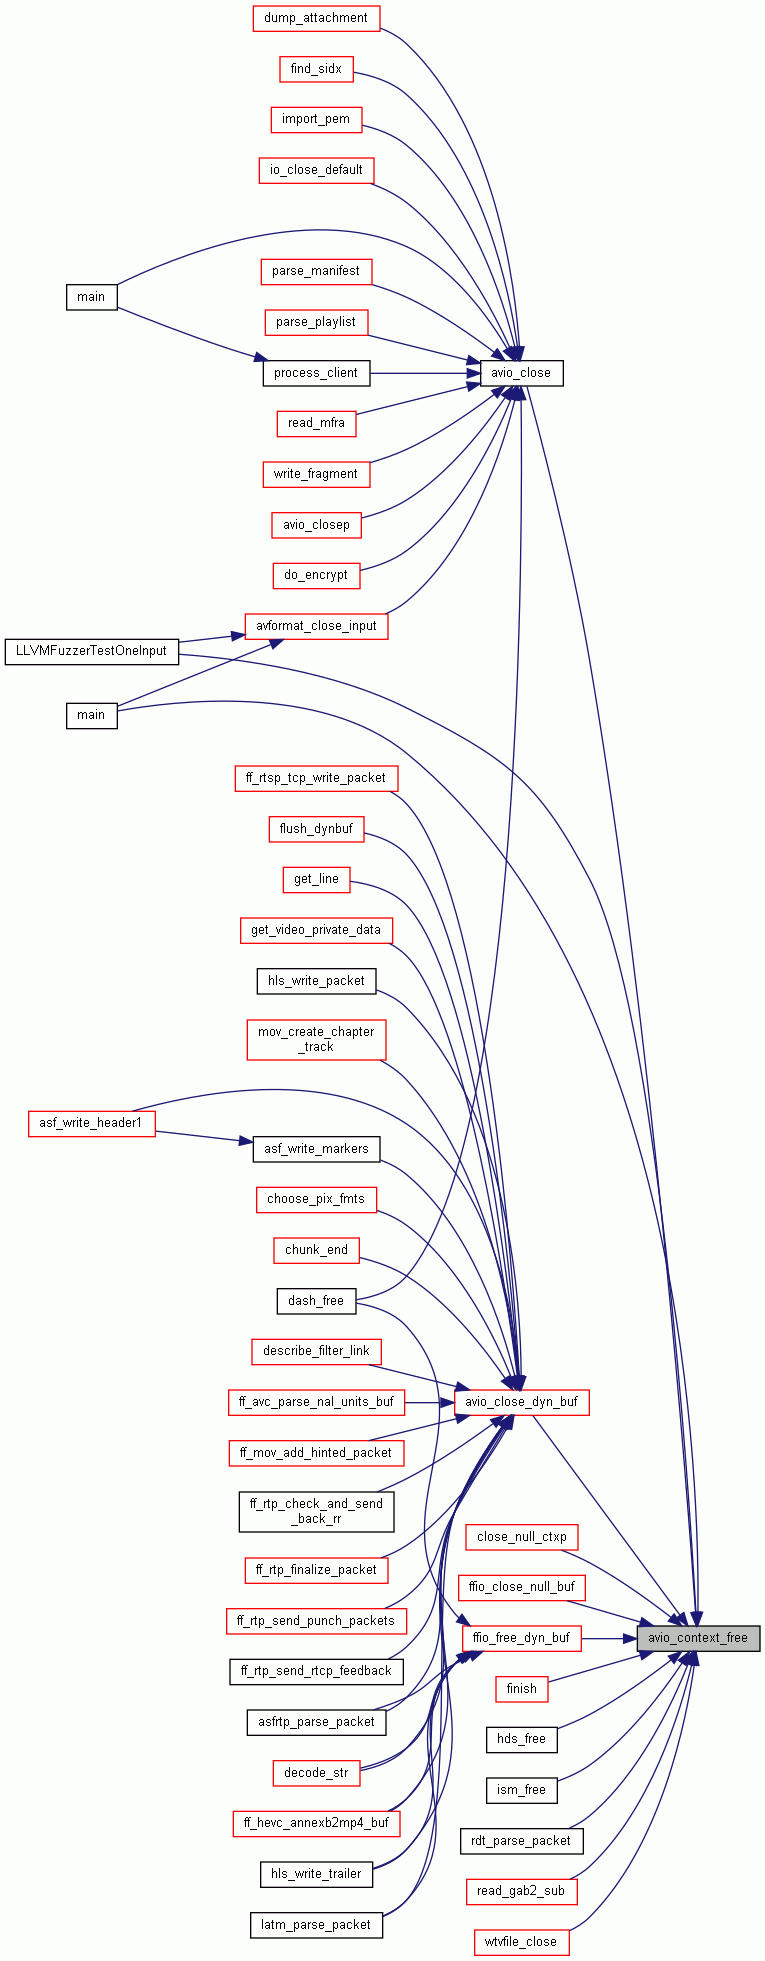 dump_attachment
find_sidx
import_pem
io_close_default
parse_manifest
main
parse_playlist
process_client
avio_close
read_mfra
write_fragment
avio_closep
do_encrypt
avformat_close_input
LLVMFuzzerTestOneInput
main
ff_rtsp_tcp_write_packet
flush_dynbuf
get_line
get_video_private_data
hls_write_packet
mov_create_chapter
_track
asf_write_header1
asf_write_markers
choose_pix_fmts
chunk_end
dash_free
describe_filter_link
ff_avc_parse_nal_units_buf
avio_close_dyn_buf
ff_mov_add_hinted_packet
ff_rtp_check_and_send
_back_rr
close_null_ctxp
ff_rtp_finalize_packet
ffio_close_null_buf
ff_rtp_send_punch_packets
ffio_free_dyn_buf
avio_context_free
ff_rtp_send_rtcp_feedback
finish
asfrtp_parse_packet
hds_free
decode_str
ism_free
ff_hevc_annexb2mp4_buf
rdt_parse_packet
hls_write_trailer
read_gab2_sub
latm_parse_packet
wtvfile_close